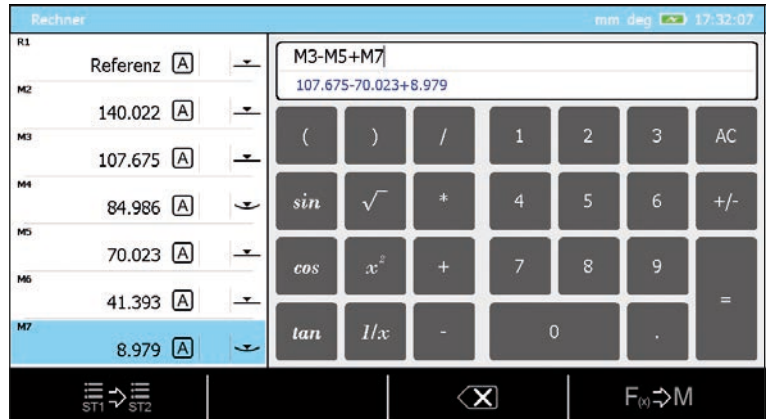 Rechner mm deg 17:32:07
R1
Referenz A
M2
140.022 A
M3
107.675 A
M4
84.986 A
M5
70.023 A
M6
41.393 A
M7
8.979 A
M3-M5+M7
107.675-70.023+8.979
( ) / 1 2 3 AC
sin √ * 4 5 6 +/-
cos x² + 7 8 9 =
tan 1/x - 0 .
ST1 ST2 F(x) M